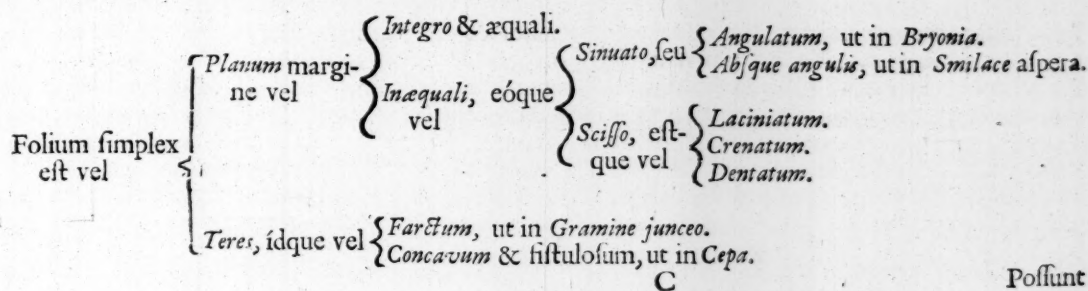 Folium ſimplex
eſt vel
Planum margi-
ne vel
Integro & æquali.
Inæquali, eóque
vel
Sinuato, ſeu
Angulatum, ut in Bryonia.
Abſque angulis, ut in Smilace aſpera.
Sciſſo, eſt-
que vel
Laciniatum.
Crenatum.
Dentatum.
Teres, ídque vel
Farctum, ut in Gramine junceo.
Concavum & fiſtuloſum, ut in Cepa.
C
Poſſunt